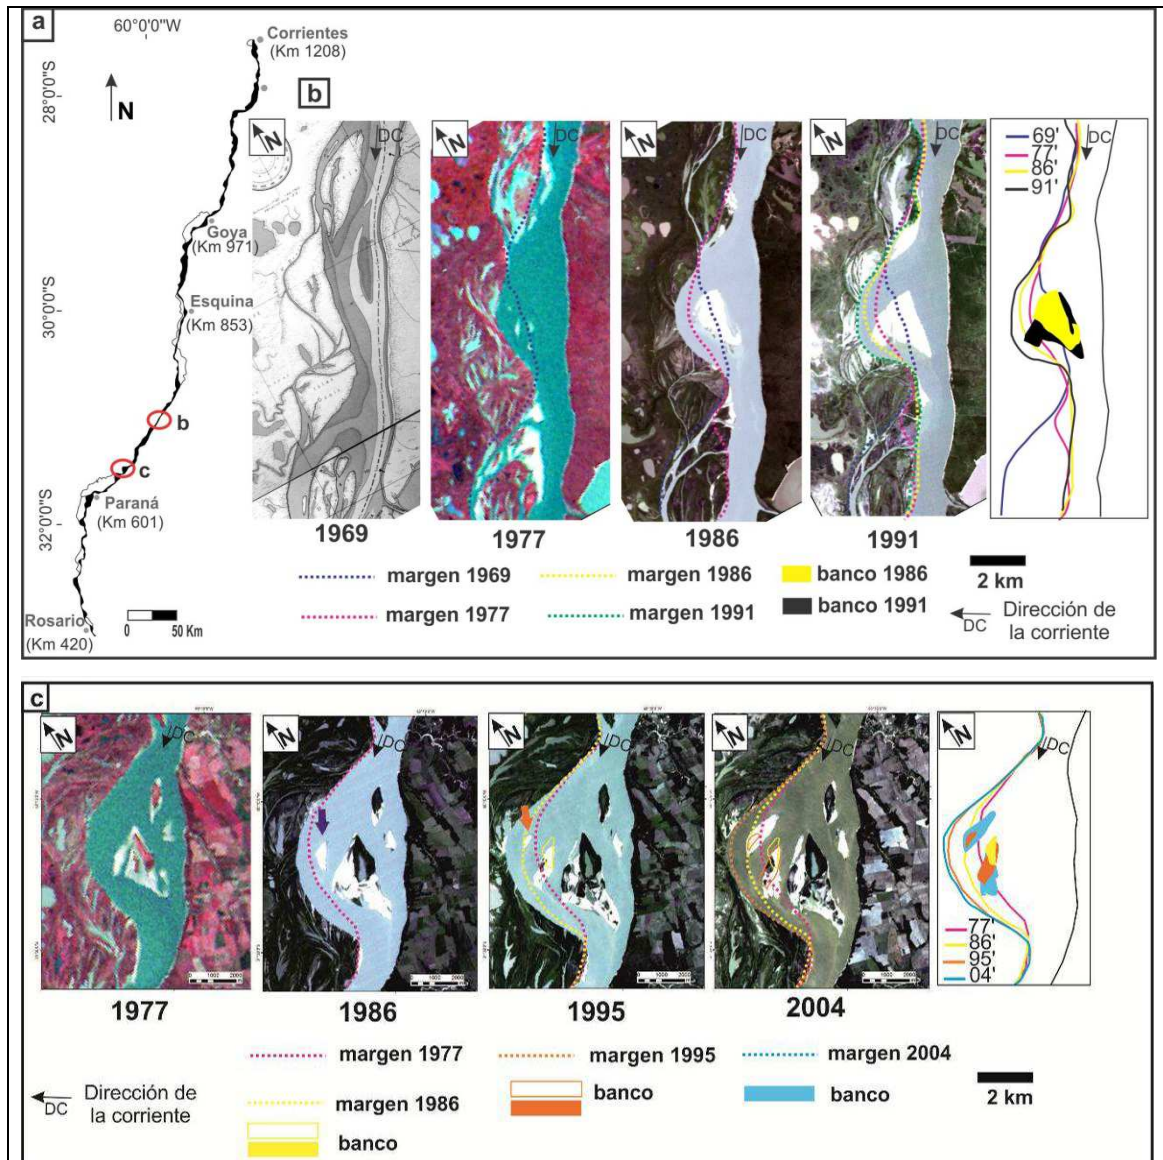 a
60°0'0"W
Corrientes
(Km 1208)
28°0'0"S
N
Goya
(Km 971)
Esquina
(Km 853)
30°0'0"S
b
c
Paraná
(Km 601)
32°0'0"S
Rosario
(Km 420)
0 50 Km
b
N
DC
N
DC
N
DC
N
DC
69'
77'
86'
91'
DC
1969
1977
1986
1991
margen 1969
margen 1986
banco 1986
2 km
margen 1977
margen 1991
banco 1991
DC
Dirección de
la corriente
c
N
DC
N
DC
N
DC
N
DC
N
DC
77'
86'
95'
04'
1977
1986
1995
2004
margen 1977
margen 1995
margen 2004
DC
Dirección de
la corriente
margen 1986
banco
banco
banco
2 km